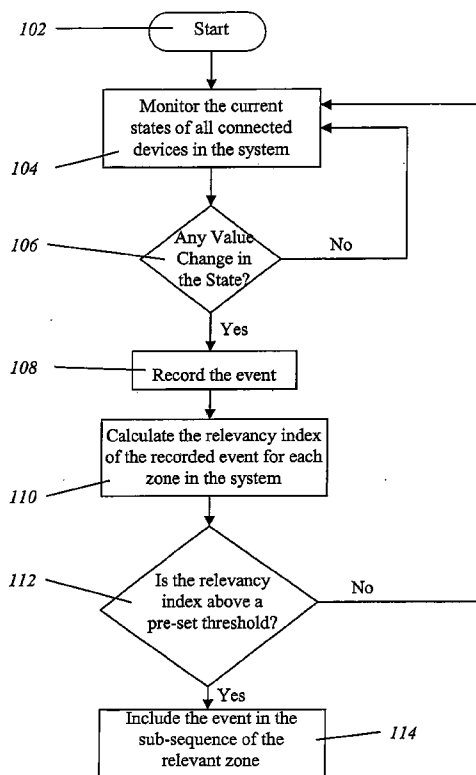 102
Start
Monitor the current
states of all connected
devices in the system
104
Any Value
Change in
the State?
106
No
Yes
108
Record the event
Calculate the relevancy index
of the recorded event for each
zone in the system
110
Is the relevancy
index above a
pre-set threshold?
112
No
Yes
Include the event in the
sub-sequence of the
relevant zone
114